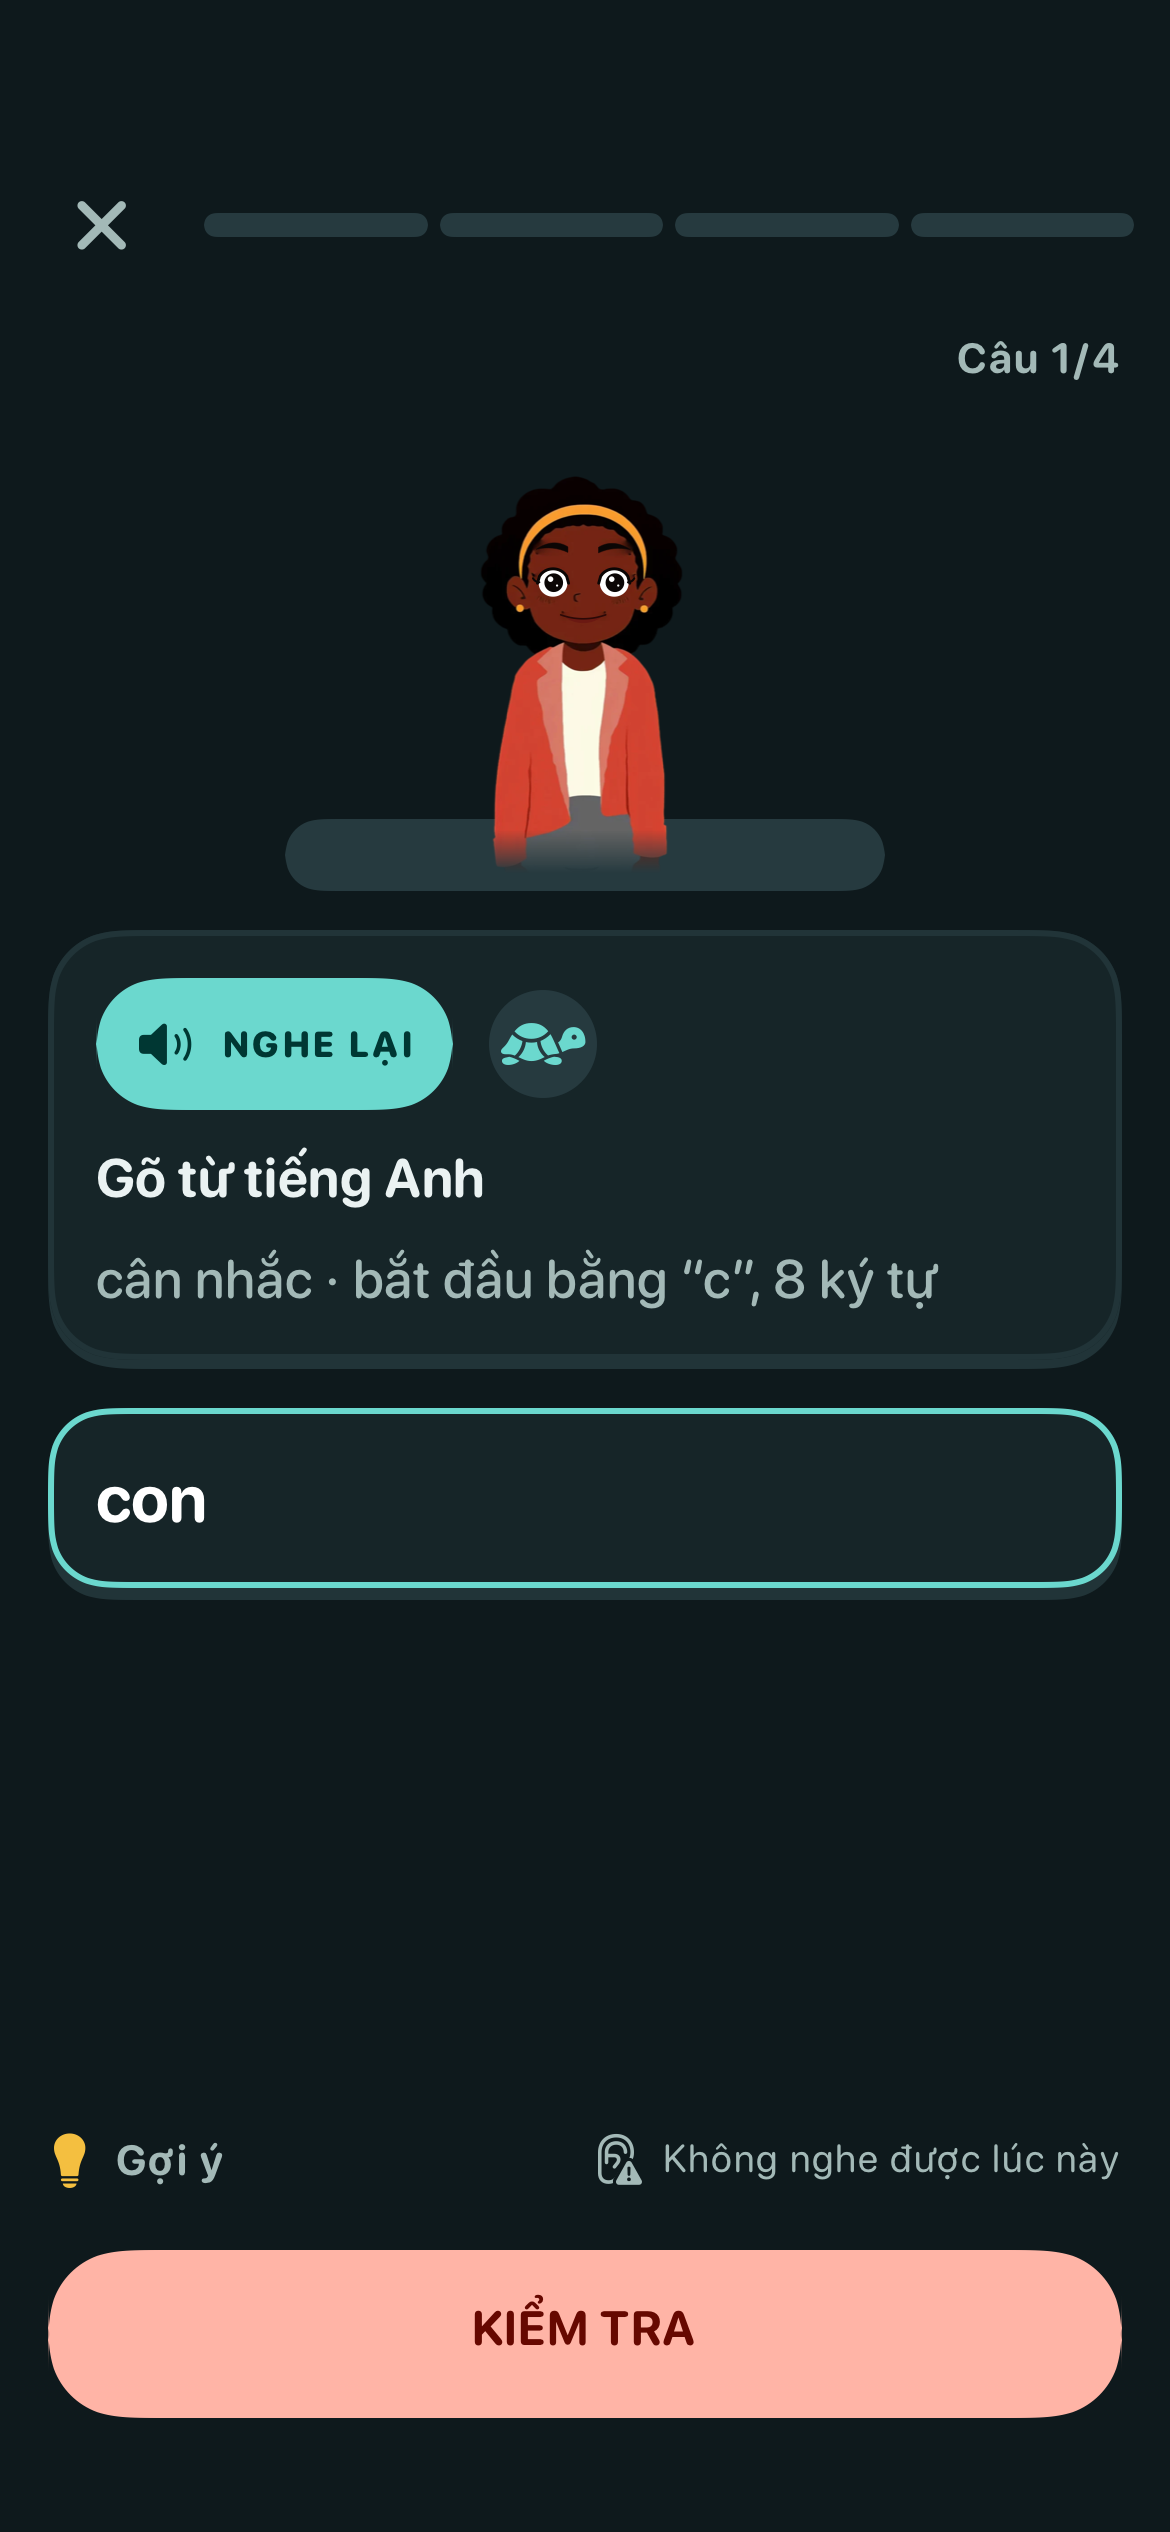 Câu 1/4
NGHE LẠI
Gõ từ tiếng Anh
cân nhắc · bắt đầu bằng “c”, 8 ký tự
con
Gợi ý
Không nghe được lúc này
KIỂM TRA